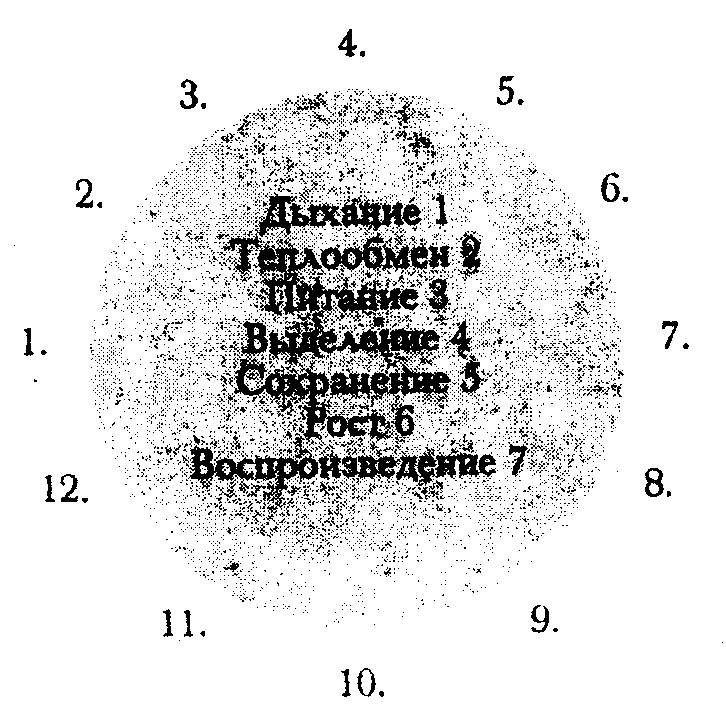 4.
3.
5.
2.
6.
Дыхание 1
Теплообмен 2
Питание 3
Выделение 4
Сохранение 5
Рост 6
Воспроизведение 7
1.
7.
12.
8.
11.
9.
10.